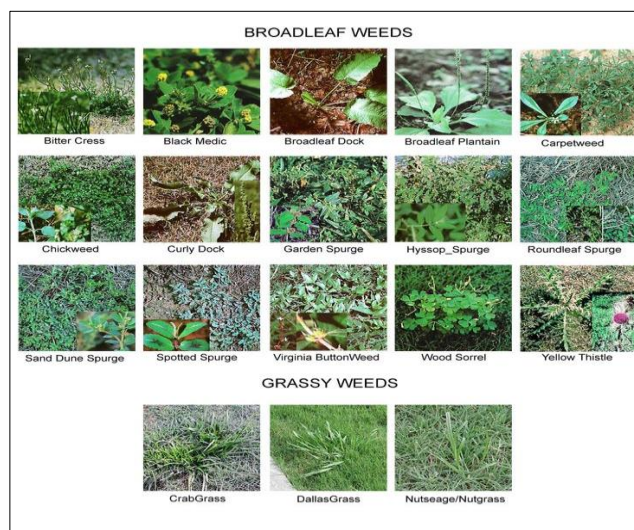 BROADLEAF WEEDS
Bitter Cress
Black Medic
Broadleaf Dock
Broadleaf Plantain
Carpetweed
Chickweed
Curly Dock
Garden Spurge
Hyssop_Spurge
Roundleaf Spurge
Sand Dune Spurge
Spotted Spurge
Virginia ButtonWeed
Wood Sorrel
Yellow Thistle
GRASSY WEEDS
CrabGrass
DallasGrass
Nutseage/Nutgrass